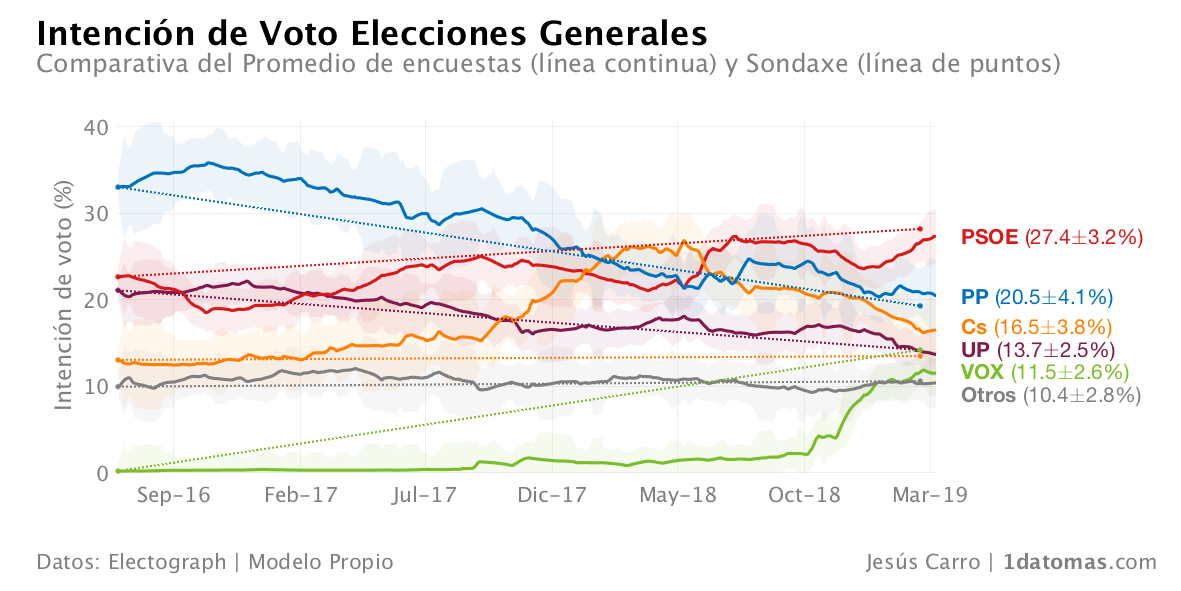 Intención de Voto Elecciones Generales
Comparativa del Promedio de encuestas (línea continua) y Sondaxe (línea de puntos)
Intención de voto (%)
40
30
20
10
0
Sep−16
Feb−17
Jul−17
Dic−17
May−18
Oct−18
Mar−19
PSOE (27.4±3.2%)
PP (20.5±4.1%)
Cs (16.5±3.8%)
UP (13.7±2.5%)
VOX (11.5±2.6%)
Otros (10.4±2.8%)
Datos: Electograph | Modelo Propio
Jesús Carro | 1datomas.com